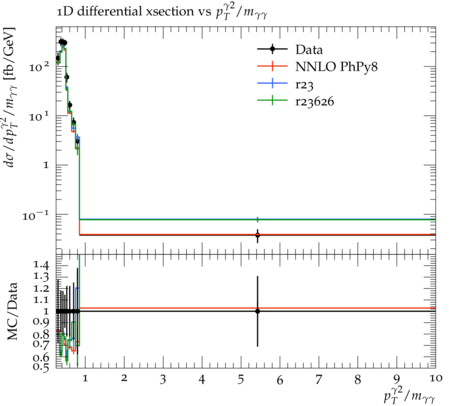 1D differential xsection vs p_T^{γ2}/m_{γγ}
dσ/dp_T^{γ2}/m_{γγ} [fb/GeV]
Data
NNLO PhPy8
r23
r23626
10^2
10^1
1
10^{-1}
MC/Data
1.4
1.3
1.2
1.1
1
0.9
0.8
0.7
0.6
0.5
1 2 3 4 5 6 7 8 9 10
p_T^{γ2}/m_{γγ}